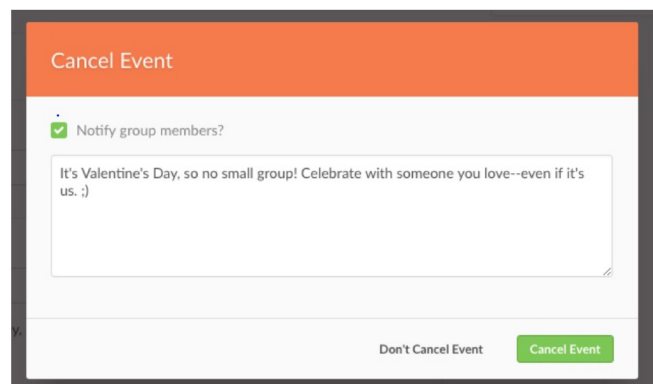 Cancel Event
Notify group members?
It's Valentine's Day, so no small group! Celebrate with someone you love--even if it's
us. ;)
y,
Don't Cancel Event
Cancel Event